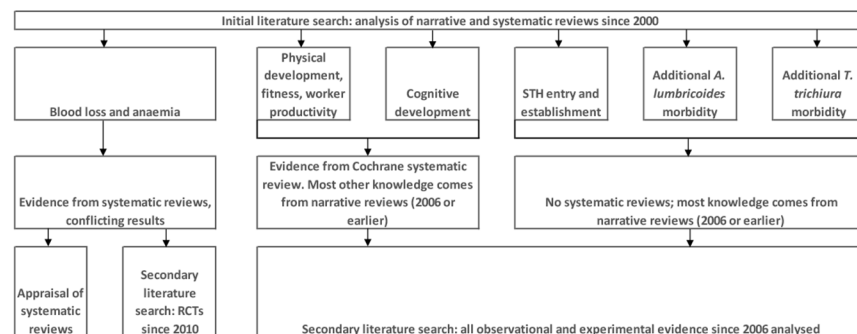 Initial literature search: analysis of narrative and systematic reviews since 2000
Blood loss and anaemia
Physical
development,
fitness, worker
productivity
Cognitive
development
STH entry and
establishment
Additional A.
lumbricoides
morbidity
Additional T.
trichiura
morbidity
Evidence from systematic reviews,
conflicting results
Evidence from Cochrane systematic
review. Most other knowledge comes
from narrative reviews (2006 or
earlier)
No systematic reviews; most knowledge comes from
narrative reviews (2006 or earlier)
Appraisal of
systematic
reviews
Secondary
literature
search: RCTs
since 2010
Secondary literature search: all observational and experimental evidence since 2006 analysed